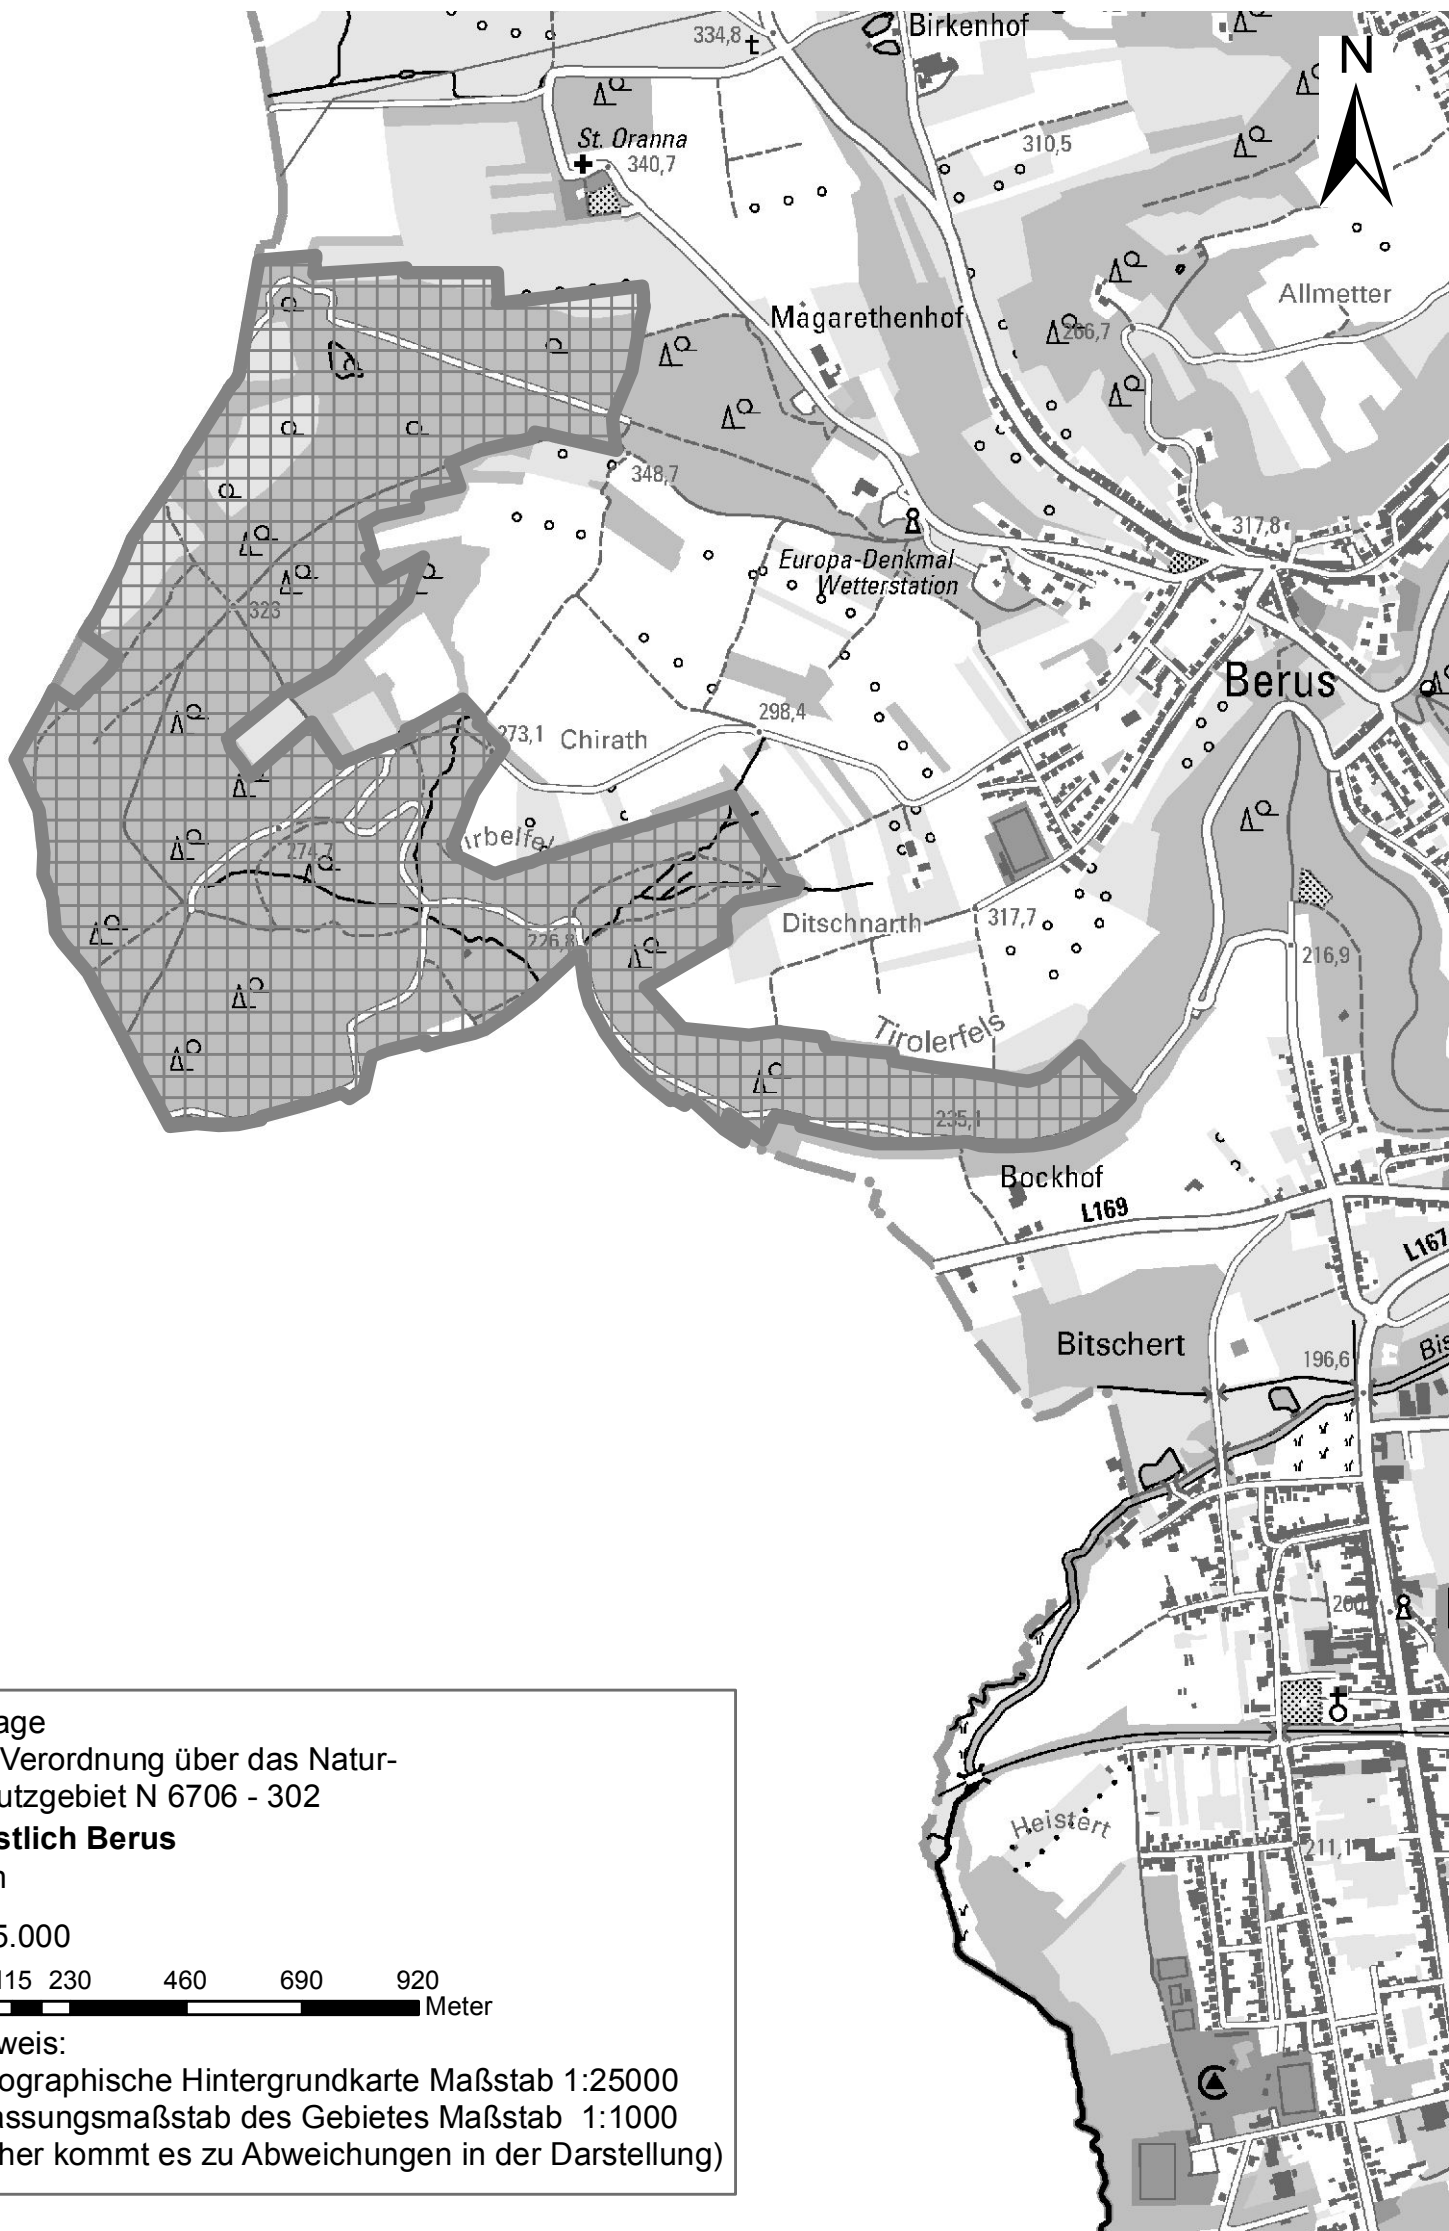 Birkenhof
334,8
N
St. Oranna
340,7
310,5
Allmetter
Magarethenhof
266,7
348,7
317,8
Europa-Denkmal
Wetterstation
323
Berus
298,4
273,1
Chirath
irbelfel
274,7
Ditschnarth
317,7
226,8
216,9
Tirolerfels
235,1
Bockhof
L169
L167
Bitschert
196,6
Bis
200
Heistert
211,1
age
Verordnung über das Natur-
utzgebiet N 6706 - 302
stlich Berus
n
5.000
115 230 460 690 920
Meter
weis:
ographische Hintergrundkarte Maßstab 1:25000
assungsmaßstab des Gebietes Maßstab 1:1000
her kommt es zu Abweichungen in der Darstellung)